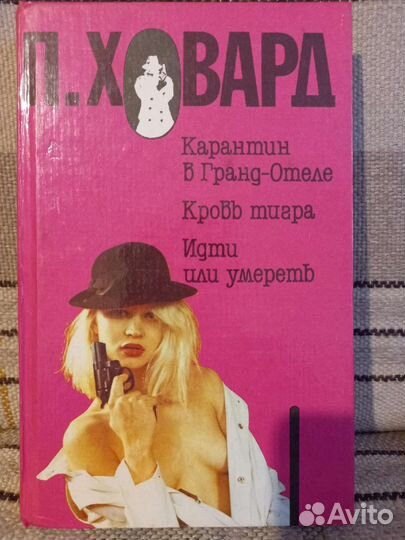 П. ХОВАРД
Карантин
в Гранд-Отеле
Кровь тигра
Идти
или умереть
Avito